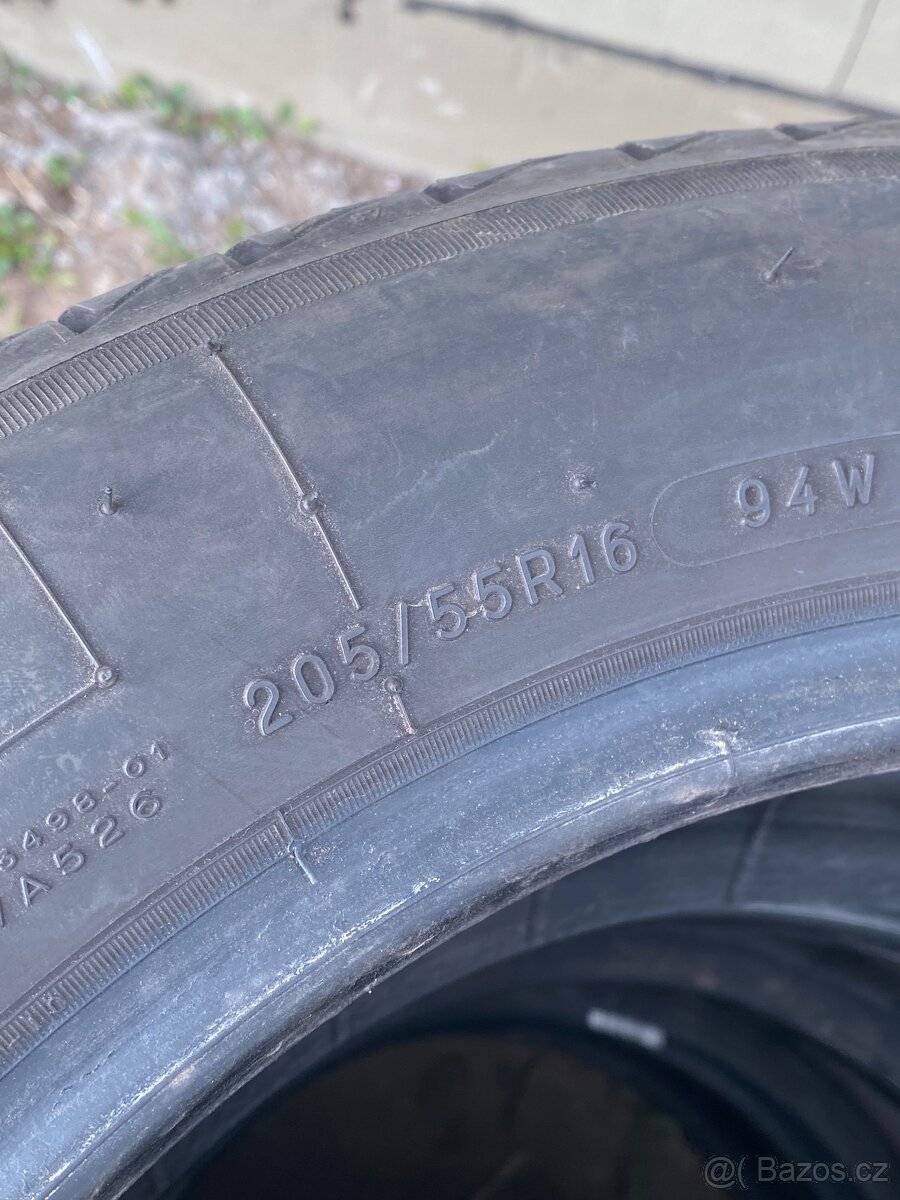 205/55R16 94W
3498-01
/A526
@( Bazos.cz